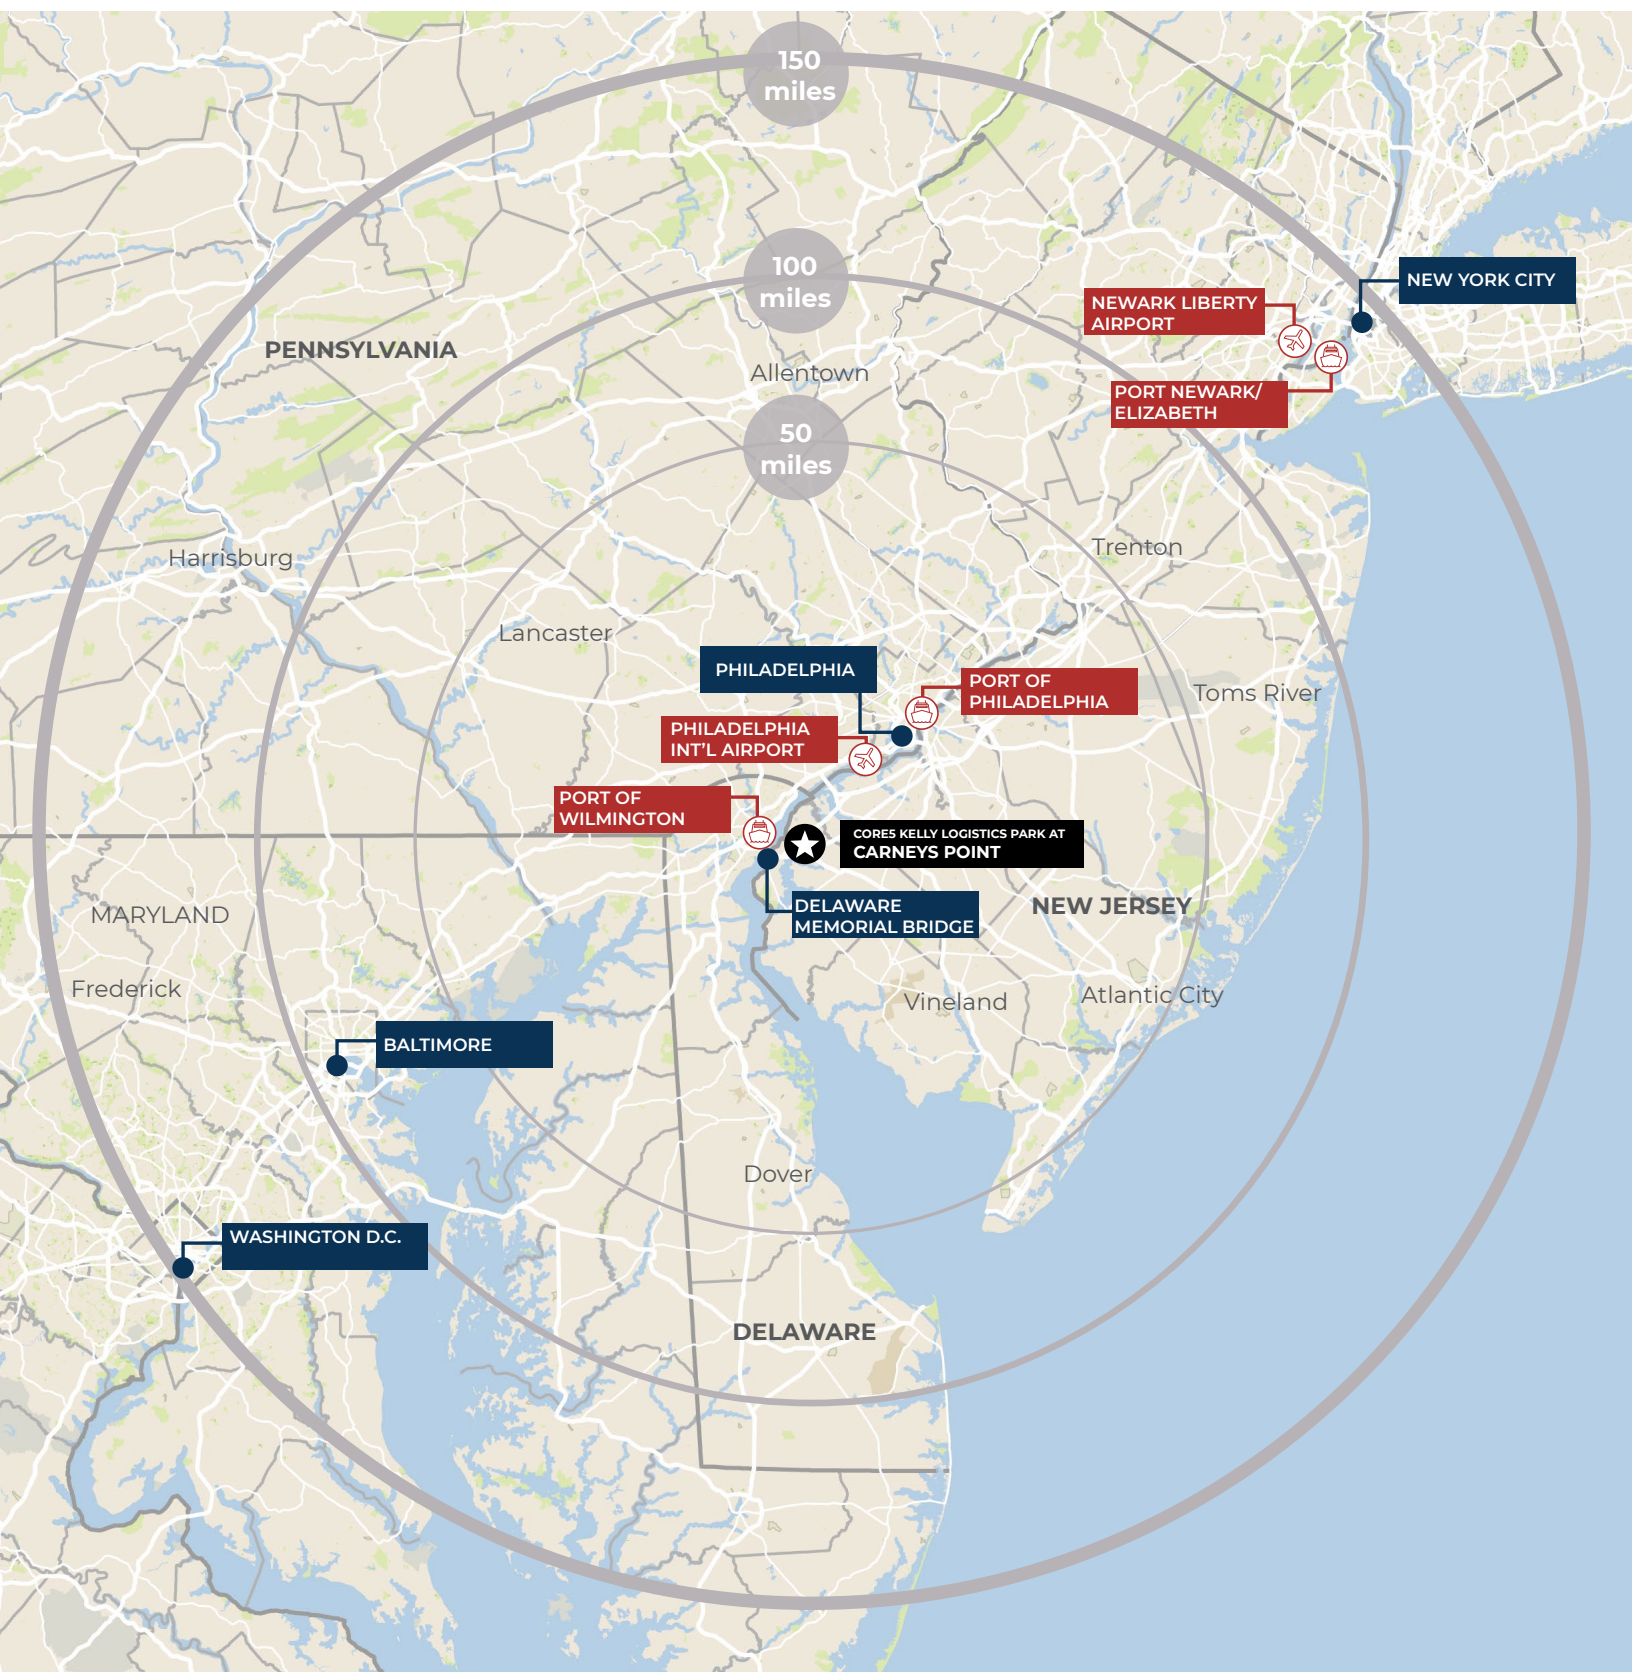 150
miles
100
miles
NEW YORK CITY
NEWARK LIBERTY
AIRPORT
PENNSYLVANIA
Allentown
PORT NEWARK/
ELIZABETH
50
miles
Harrisburg
Trenton
Lancaster
PHILADELPHIA
PORT OF
PHILADELPHIA
Toms River
PHILADELPHIA
INT'L AIRPORT
PORT OF
WILMINGTON
CORE5 KELLY LOGISTICS PARK AT
CARNEYS POINT
DELAWARE
MEMORIAL BRIDGE
NEW JERSEY
MARYLAND
Frederick
Vineland
Atlantic City
BALTIMORE
Dover
WASHINGTON D.C.
DELAWARE